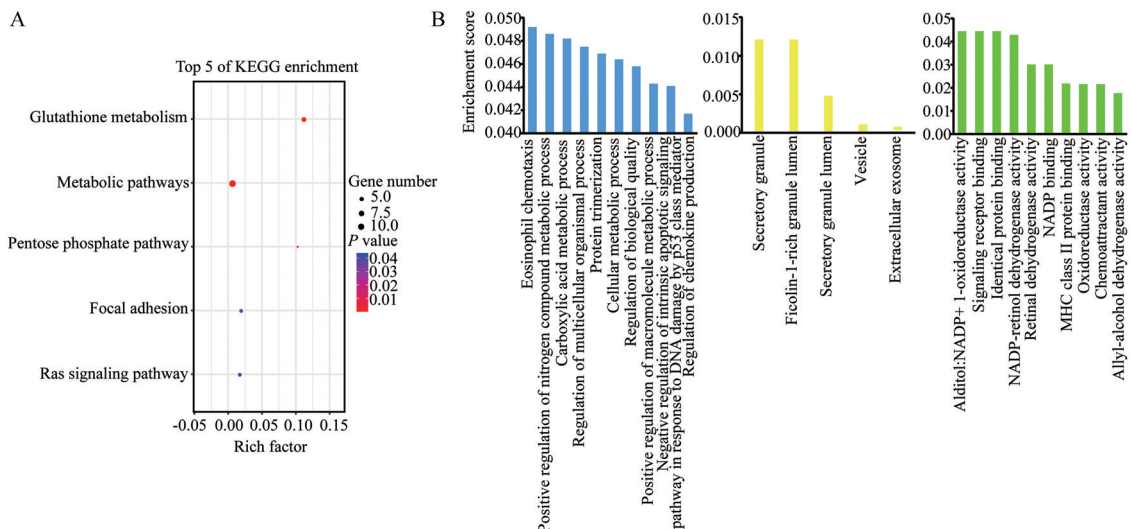 A
Top 5 of KEGG enrichment
Glutathione metabolism
Metabolic pathways
Pentose phosphate pathway
Focal adhesion
Ras signaling pathway
-0.05 0.00 0.05 0.10 0.15
Rich factor
Gene number
5.0
7.5
10.0
P value
0.04
0.03
0.02
0.01
B
Enrichement score
0.050
0.048
0.046
0.044
0.042
0.040
Eosinophil chemotaxis
Positive regulation of nitrogen compound metabolic process
Carboxylic acid metabolic process
Regulation of multicellular organismal process
Protein trimerization
Cellular metabolic process
Regulation of biological quality
Positive regulation of macromolecule metabolic process
Negative regulation of intrinsic apoptotic signaling
pathway in response to DNA damage by p53 class mediator
Regulation of chemokine production
0.015
0.010
0.005
0.000
Secretory granule
Ficolin-1-rich granule lumen
Secretory granule lumen
Vesicle
Extracellular exosome
0.05
0.04
0.03
0.02
0.01
0.00
Alditol:NADP+ 1-oxidoreductase activity
Signaling receptor binding
Identical protein binding
NADP-retinol dehydrogenase activity
Retinal dehydrogenase activity
NADP binding
MHC class II protein binding
Oxidoreductase activity
Chemoattractant activity
Allyl-alcohol dehydrogenase activity